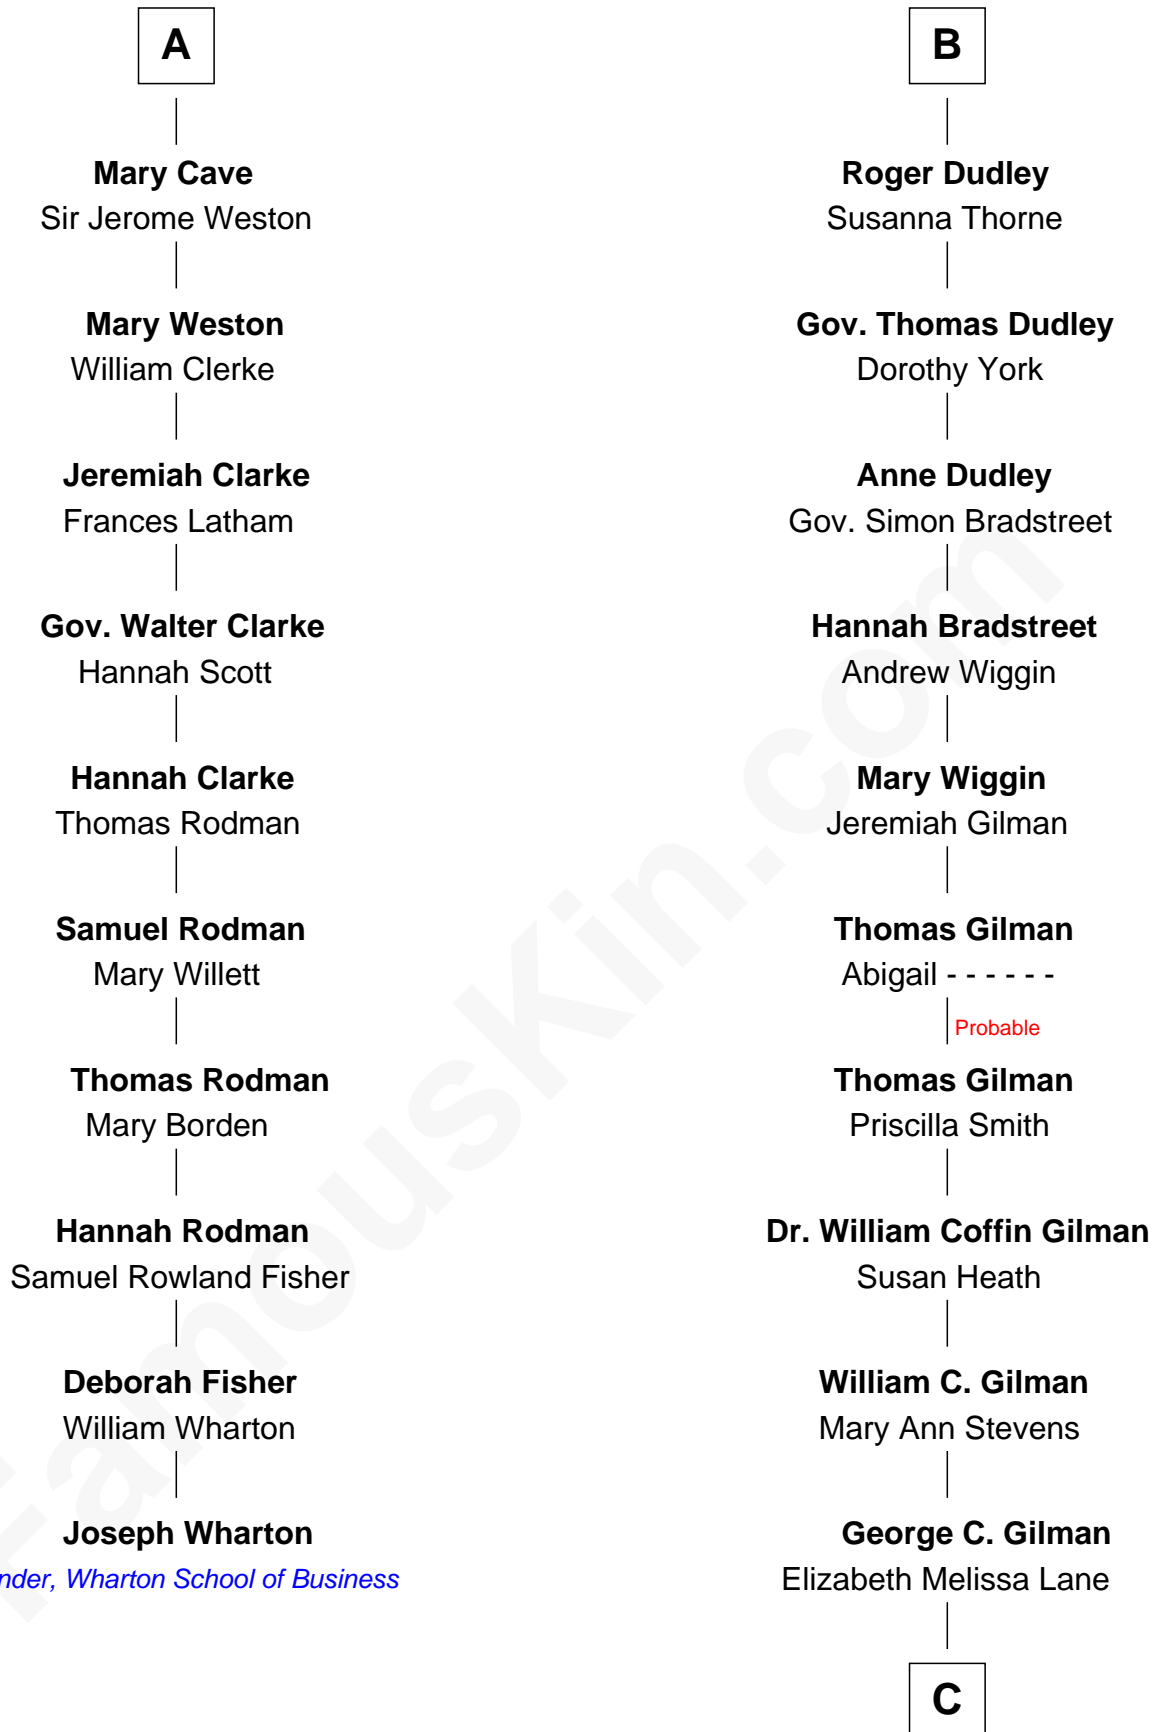 A
Mary Cave
Sir Jerome Weston
Mary Weston
William Clerke
Jeremiah Clarke
Frances Latham
Gov. Walter Clarke
Hannah Scott
Hannah Clarke
Thomas Rodman
Samuel Rodman
Mary Willett
Thomas Rodman
Mary Borden
Hannah Rodman
Samuel Rowland Fisher
Deborah Fisher
William Wharton
Joseph Wharton
nder, Wharton School of Business
B
Roger Dudley
Susanna Thorne
Gov. Thomas Dudley
Dorothy York
Anne Dudley
Gov. Simon Bradstreet
Hannah Bradstreet
Andrew Wiggin
Mary Wiggin
Jeremiah Gilman
Thomas Gilman
Abigail - - - - - -
Probable
Thomas Gilman
Priscilla Smith
Dr. William Coffin Gilman
Susan Heath
William C. Gilman
Mary Ann Stevens
George C. Gilman
Elizabeth Melissa Lane
C
FamousKin.com